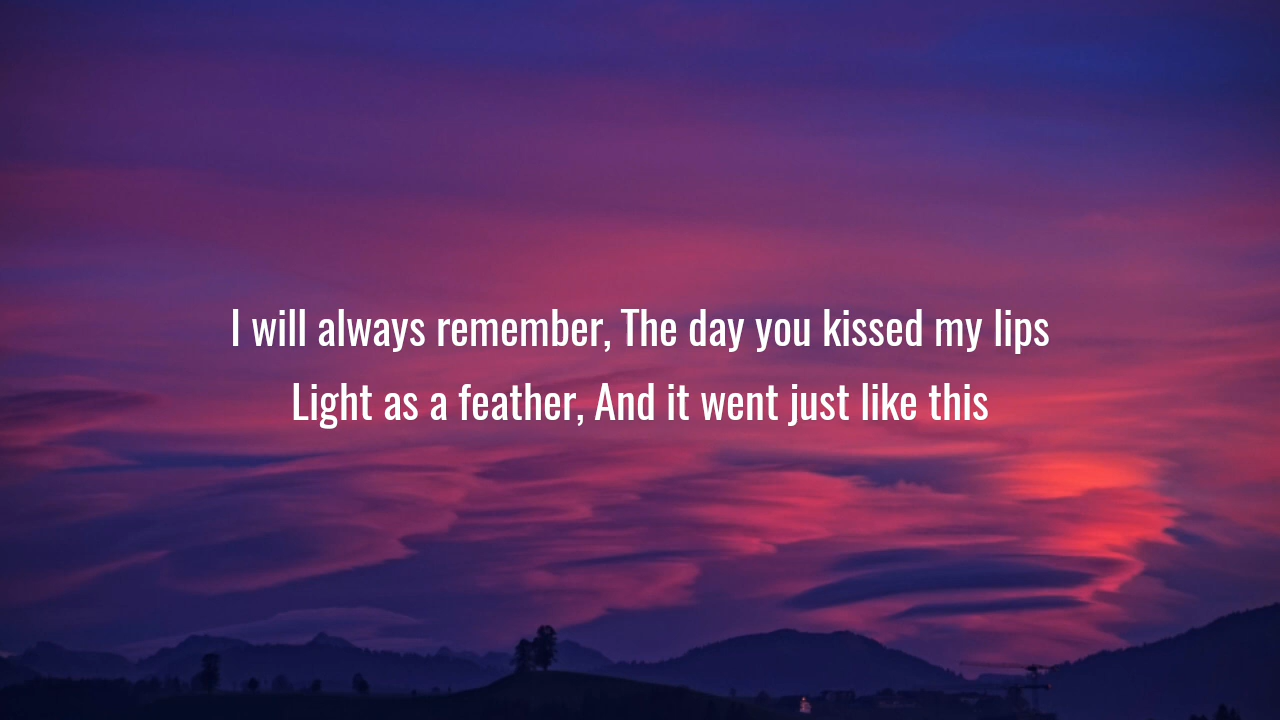 I will always remember, The day you kissed my lips
Light as a feather, And it went just like this